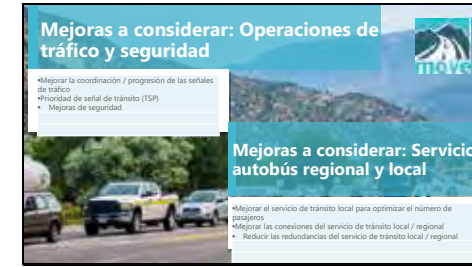 Mejoras a considerar: Operaciones de
tráfico y seguridad
•Mejorar la coordinación / progresión de las señales
de tráfico
•Prioridad de señal de tránsito (TSP)
• Mejoras de seguridad
move
Mejoras a considerar: Servicio
autobús regional y local
•Mejorar el servicio de tránsito local para optimizar el número de
pasajeros
•Mejorar las conexiones del servicio de tránsito local / regional
• Reducir las redundancias del servicio de tránsito local / regional